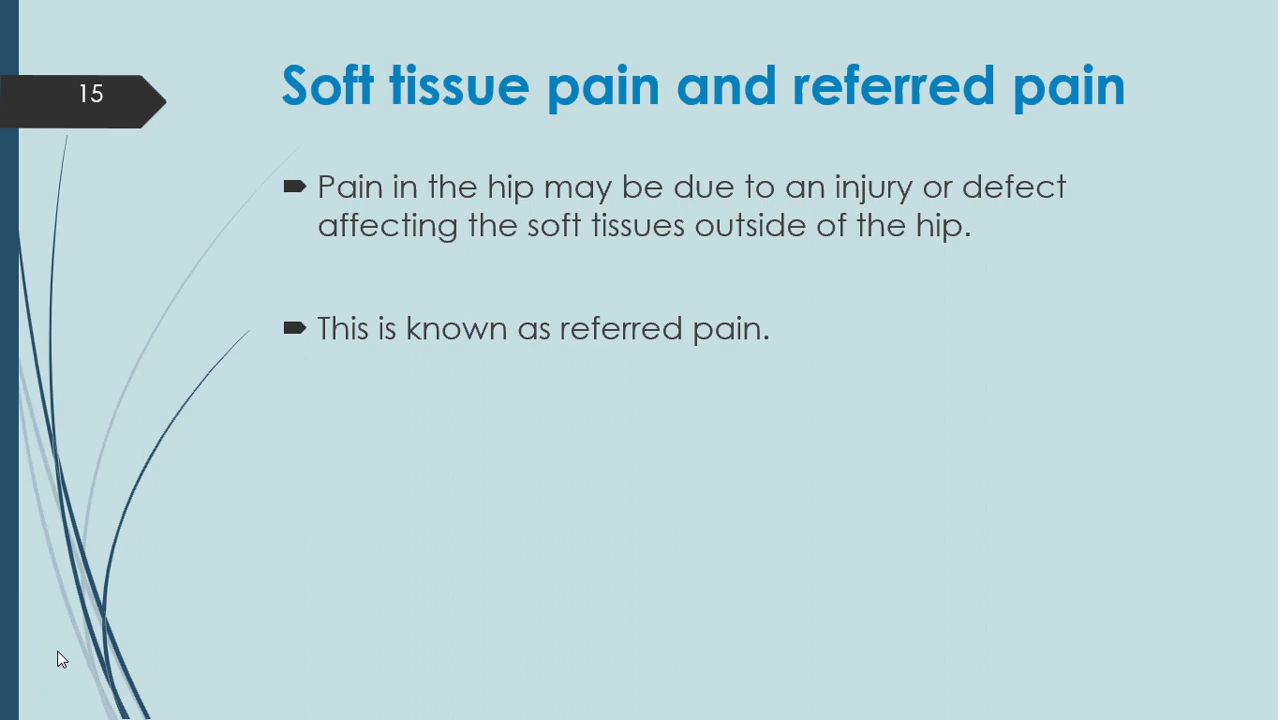 15
Soft tissue pain and referred pain
Pain in the hip may be due to an injury or defect
affecting the soft tissues outside of the hip.
This is known as referred pain.